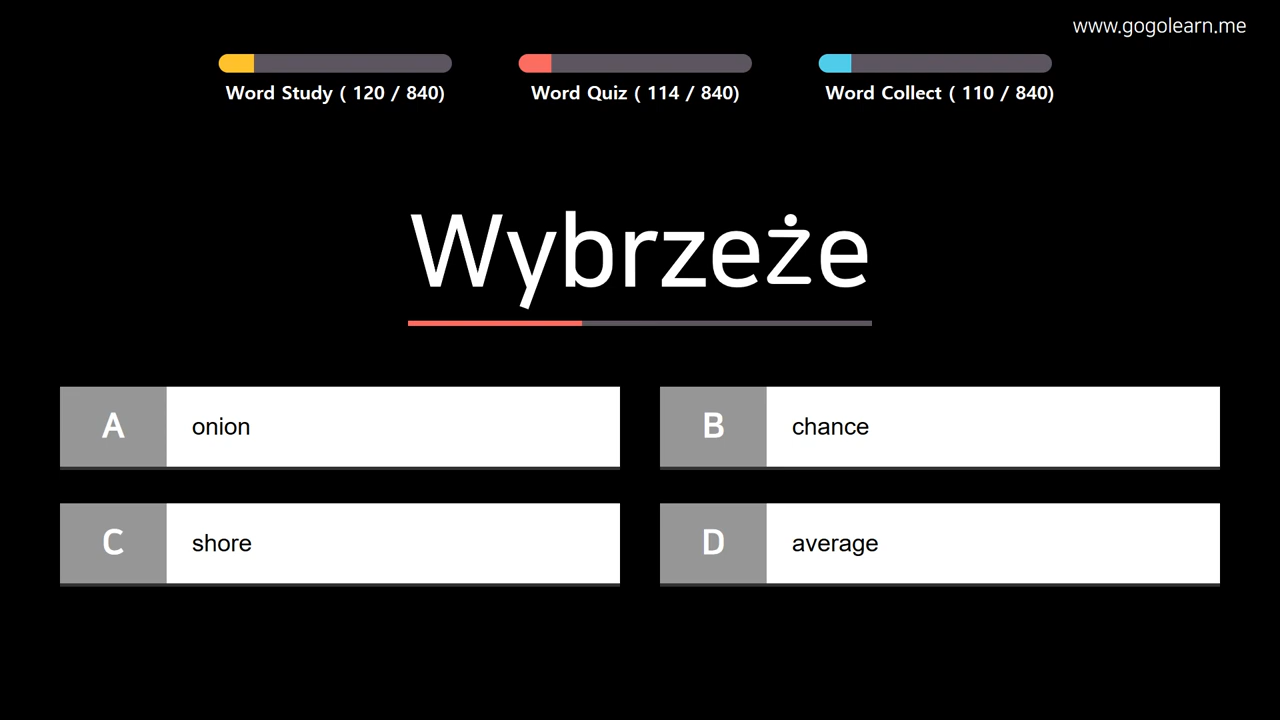 www.gogolearn.me
Word Study ( 120 / 840)
Word Quiz ( 114 / 840)
Word Collect ( 110 / 840)
Wybrzeże
A onion
B chance
C shore
D average